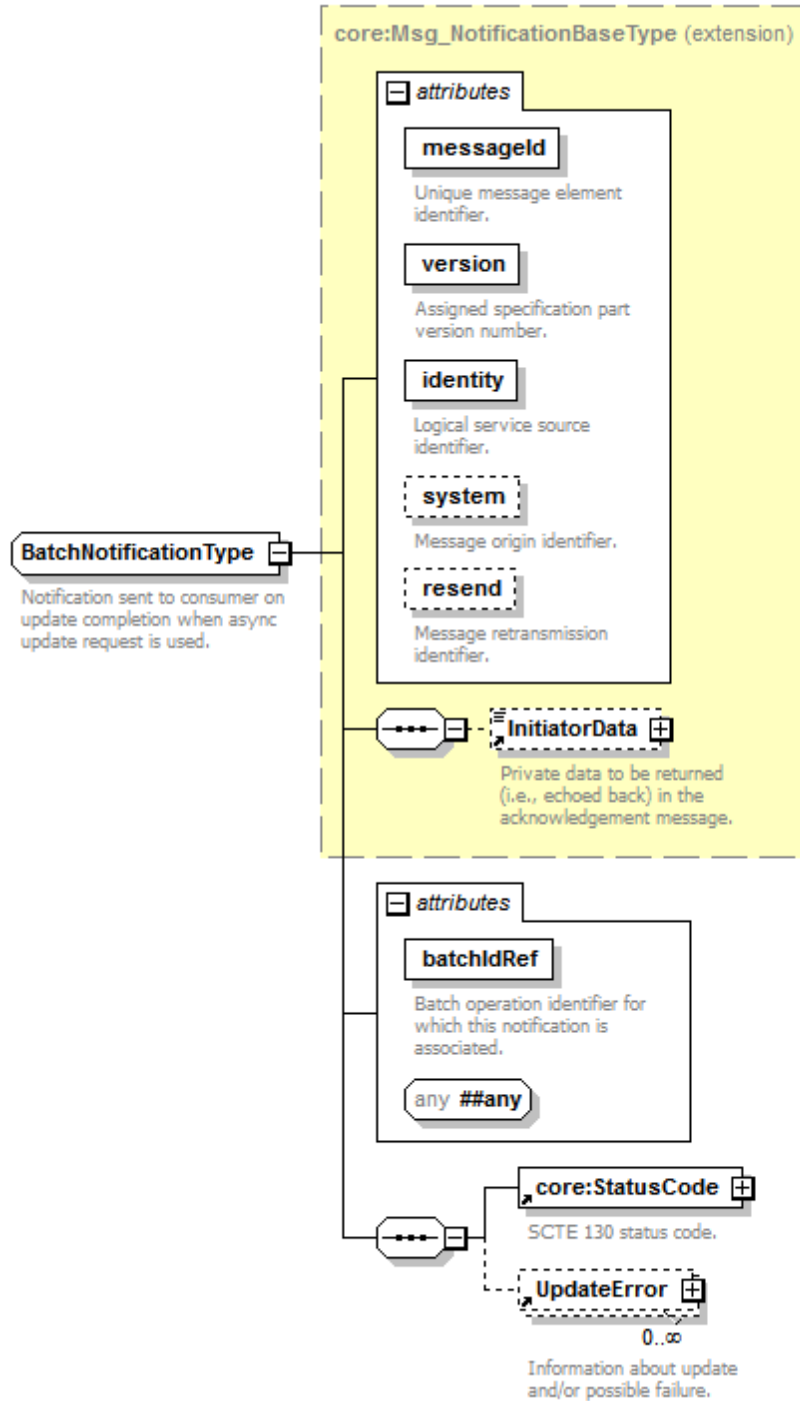 core:Msg_NotificationBaseType (extension)
attributes
messageId
Unique message element
identifier.
version
Assigned specification part
version number.
identity
Logical service source
identifier.
system
Message origin identifier.
resend
Message retransmission
identifier.
BatchNotificationType
Notification sent to consumer on
update completion when async
update request is used.
InitiatorData
Private data to be returned
(i.e., echoed back) in the
acknowledgement message.
attributes
batchIdRef
Batch operation identifier for
which this notification is
associated.
any ##any
core:StatusCode
SCTE 130 status code.
UpdateError
0..∞
Information about update
and/or possible failure.